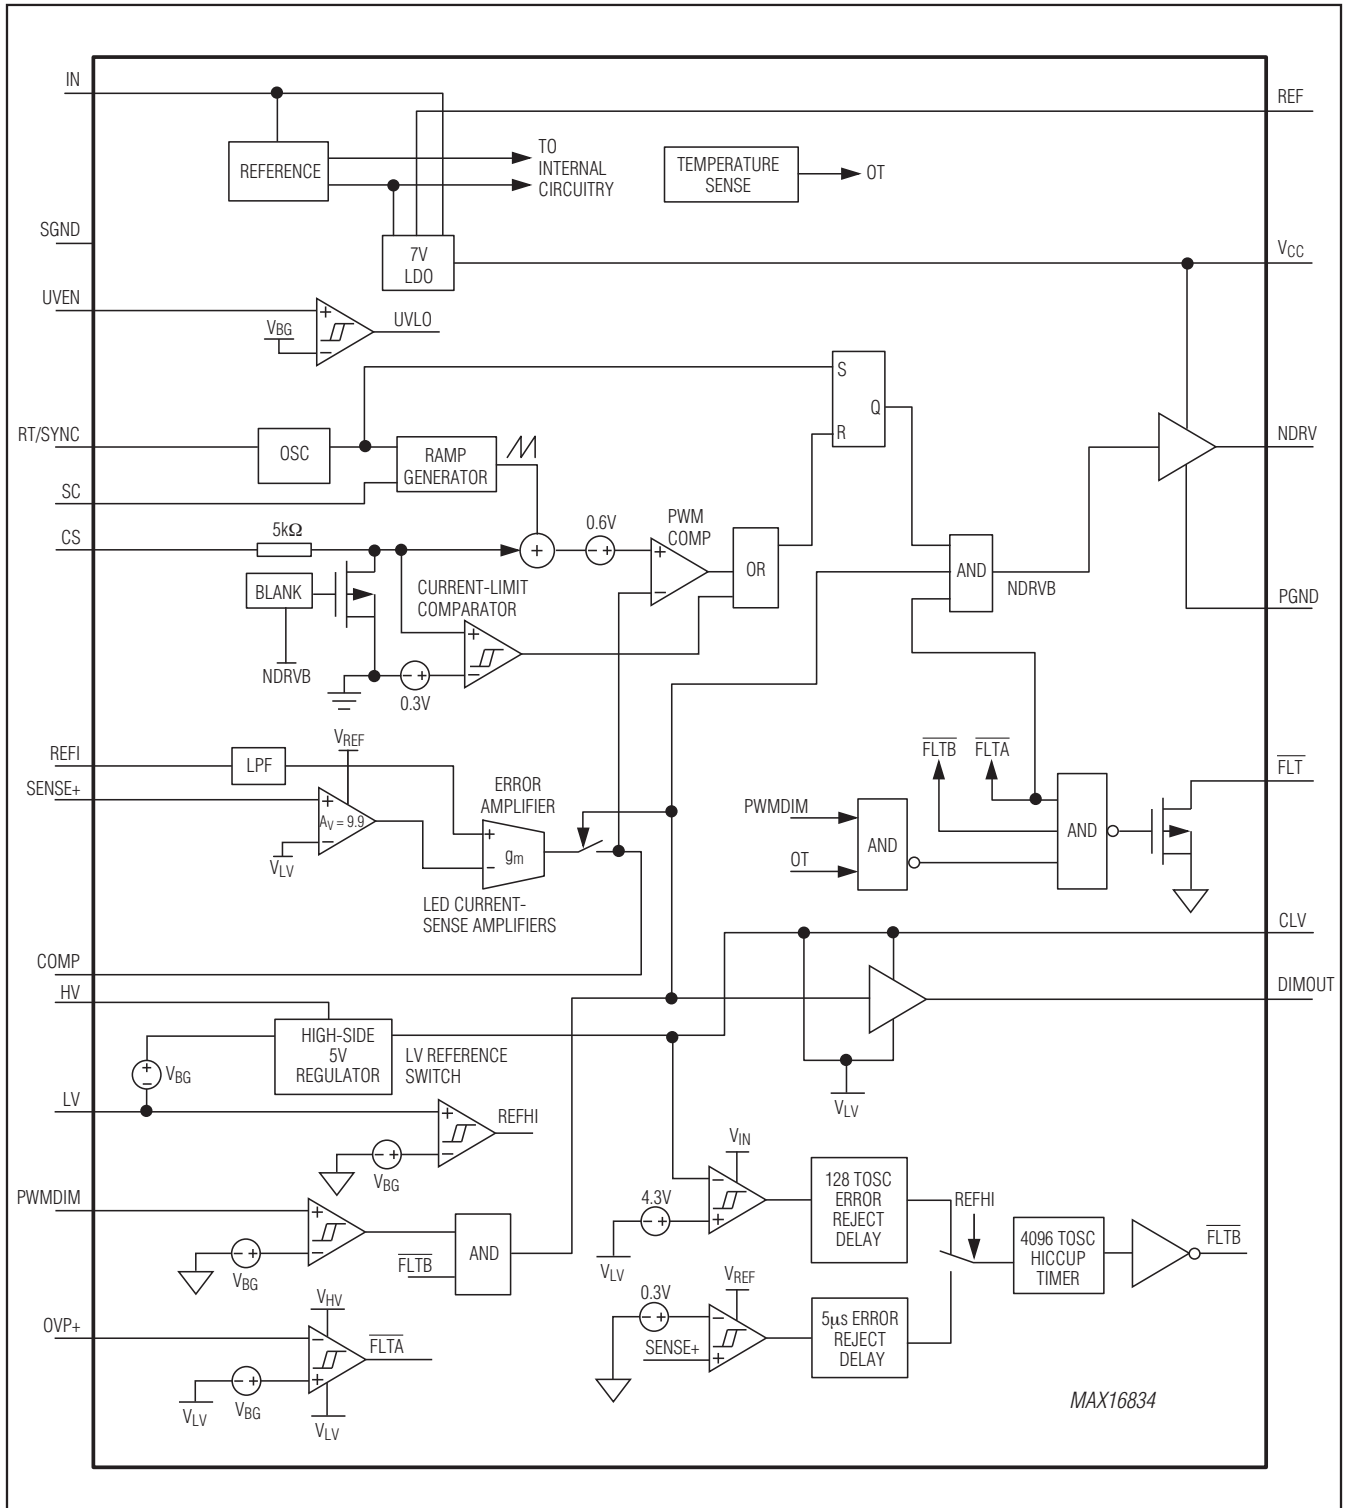 IN
REF
REFERENCE
TO
INTERNAL
CIRCUITRY
TEMPERATURE
SENSE
OT
SGND
7V
LDO
VCC
UVEN
VBG
UVLO
S
Q
R
RT/SYNC
OSC
RAMP
GENERATOR
NDRV
SC
CS
5kΩ
0.6V
PWM
COMP
OR
AND
NDRVB
BLANK
CURRENT-LIMIT
COMPARATOR
PGND
NDRVB
0.3V
REFI
LPF
VREF
FLTB
FLTA
FLT
SENSE+
AV = 9.9
VLV
ERROR
AMPLIFIER
gm
LED CURRENT-
SENSE AMPLIFIERS
PWMDIM
OT
AND
AND
CLV
COMP
HV
DIMOUT
HIGH-SIDE
5V
REGULATOR
LV REFERENCE
SWITCH
VBG
VLV
LV
REFHI
VBG
PWMDIM
VBG
AND
FLTB
VIN
4.3V
VLV
128 TOSC
ERROR
REJECT
DELAY
REFHI
4096 TOSC
HICCUP
TIMER
FLTB
VHV
OVP+
FLTA
VLV
VBG
VLV
VREF
0.3V
SENSE+
5µs ERROR
REJECT
DELAY
MAX16834